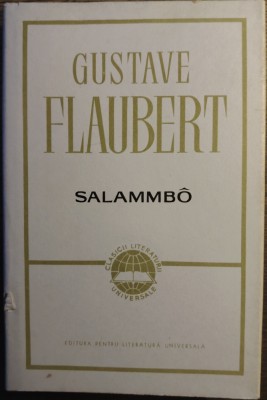 GUSTAVE
FLAUBERT
SALAMMBÔ
CLASICII LITERATURII
UNIVERSALE
EDITURA PENTRU LITERATURĂ UNIVERSALĂ